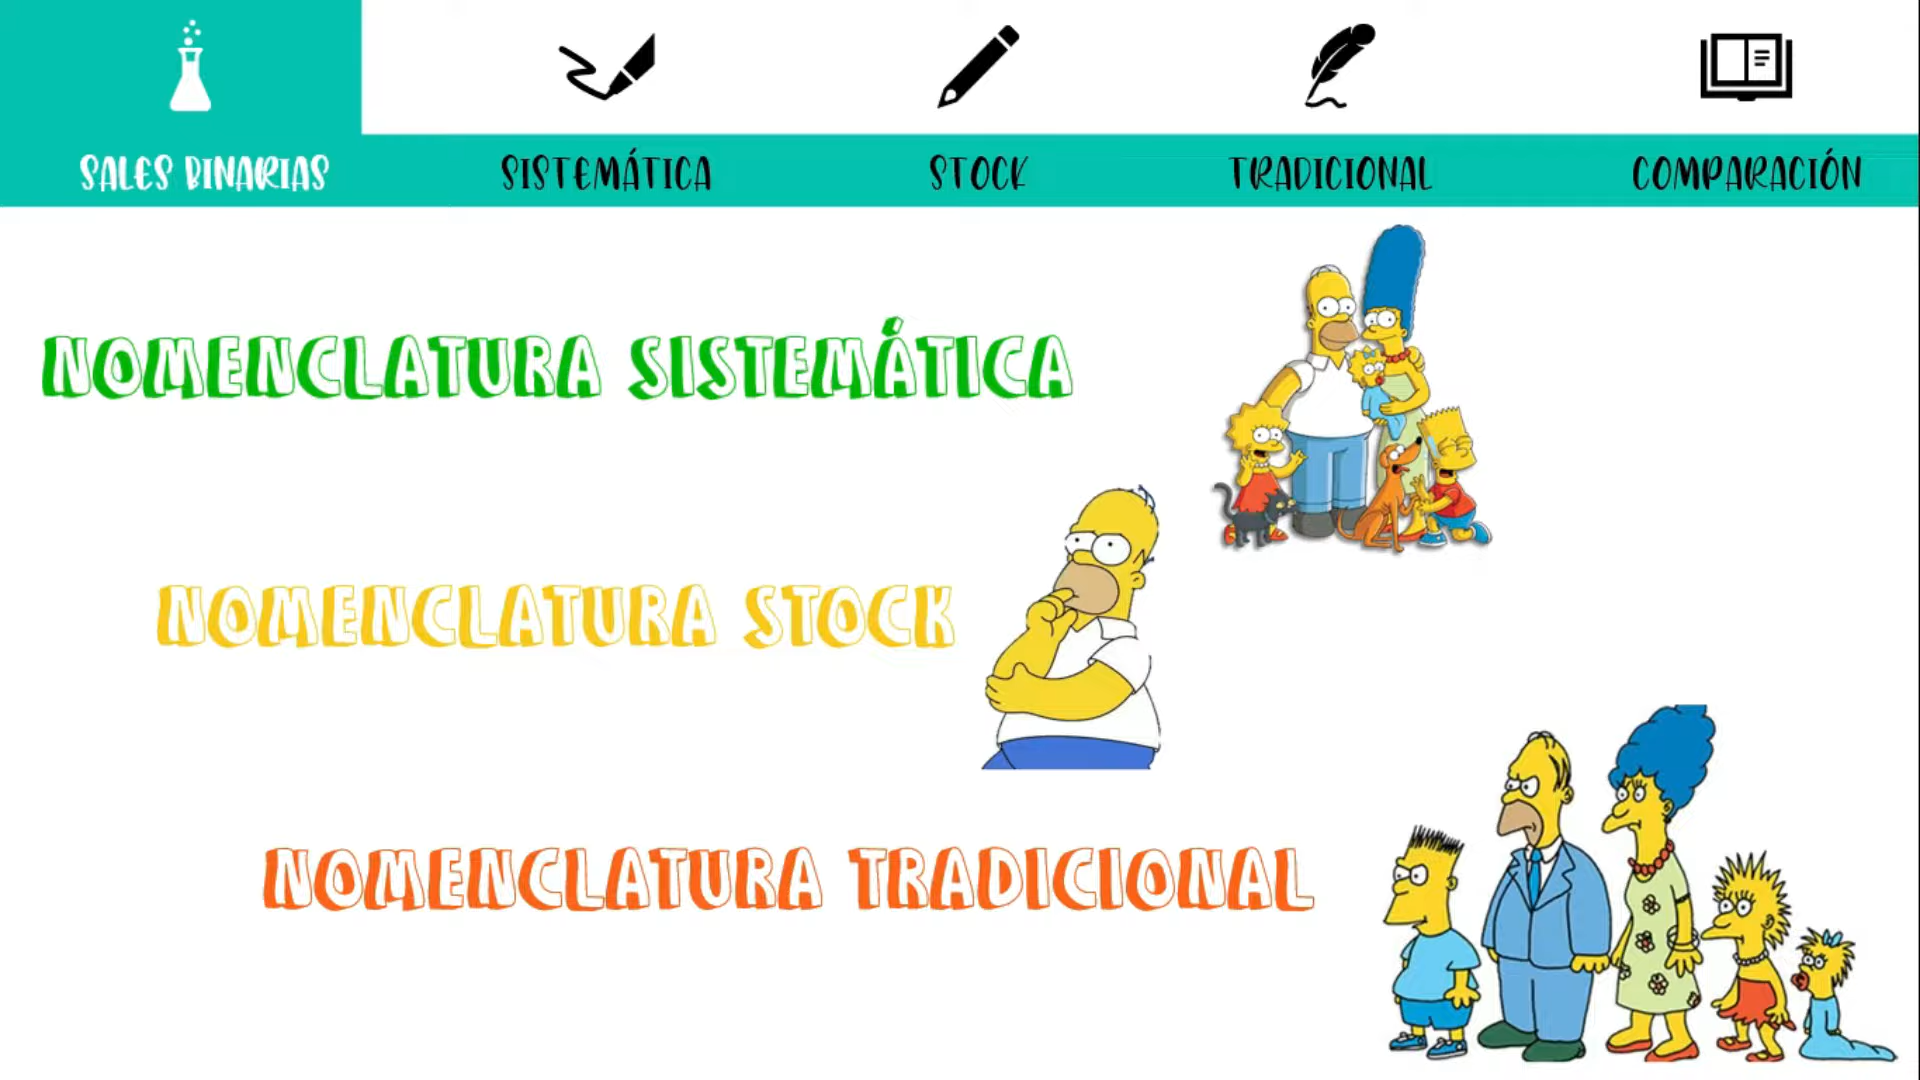 SALES BINARIAS
SISTEMÁTICA
STOCK
TRADICIONAL
COMPARACIÓN
NOMENCLATURA SISTEMÁTICA
NOMENCLATURA STOCK
NOMENCLATURA TRADICIONAL